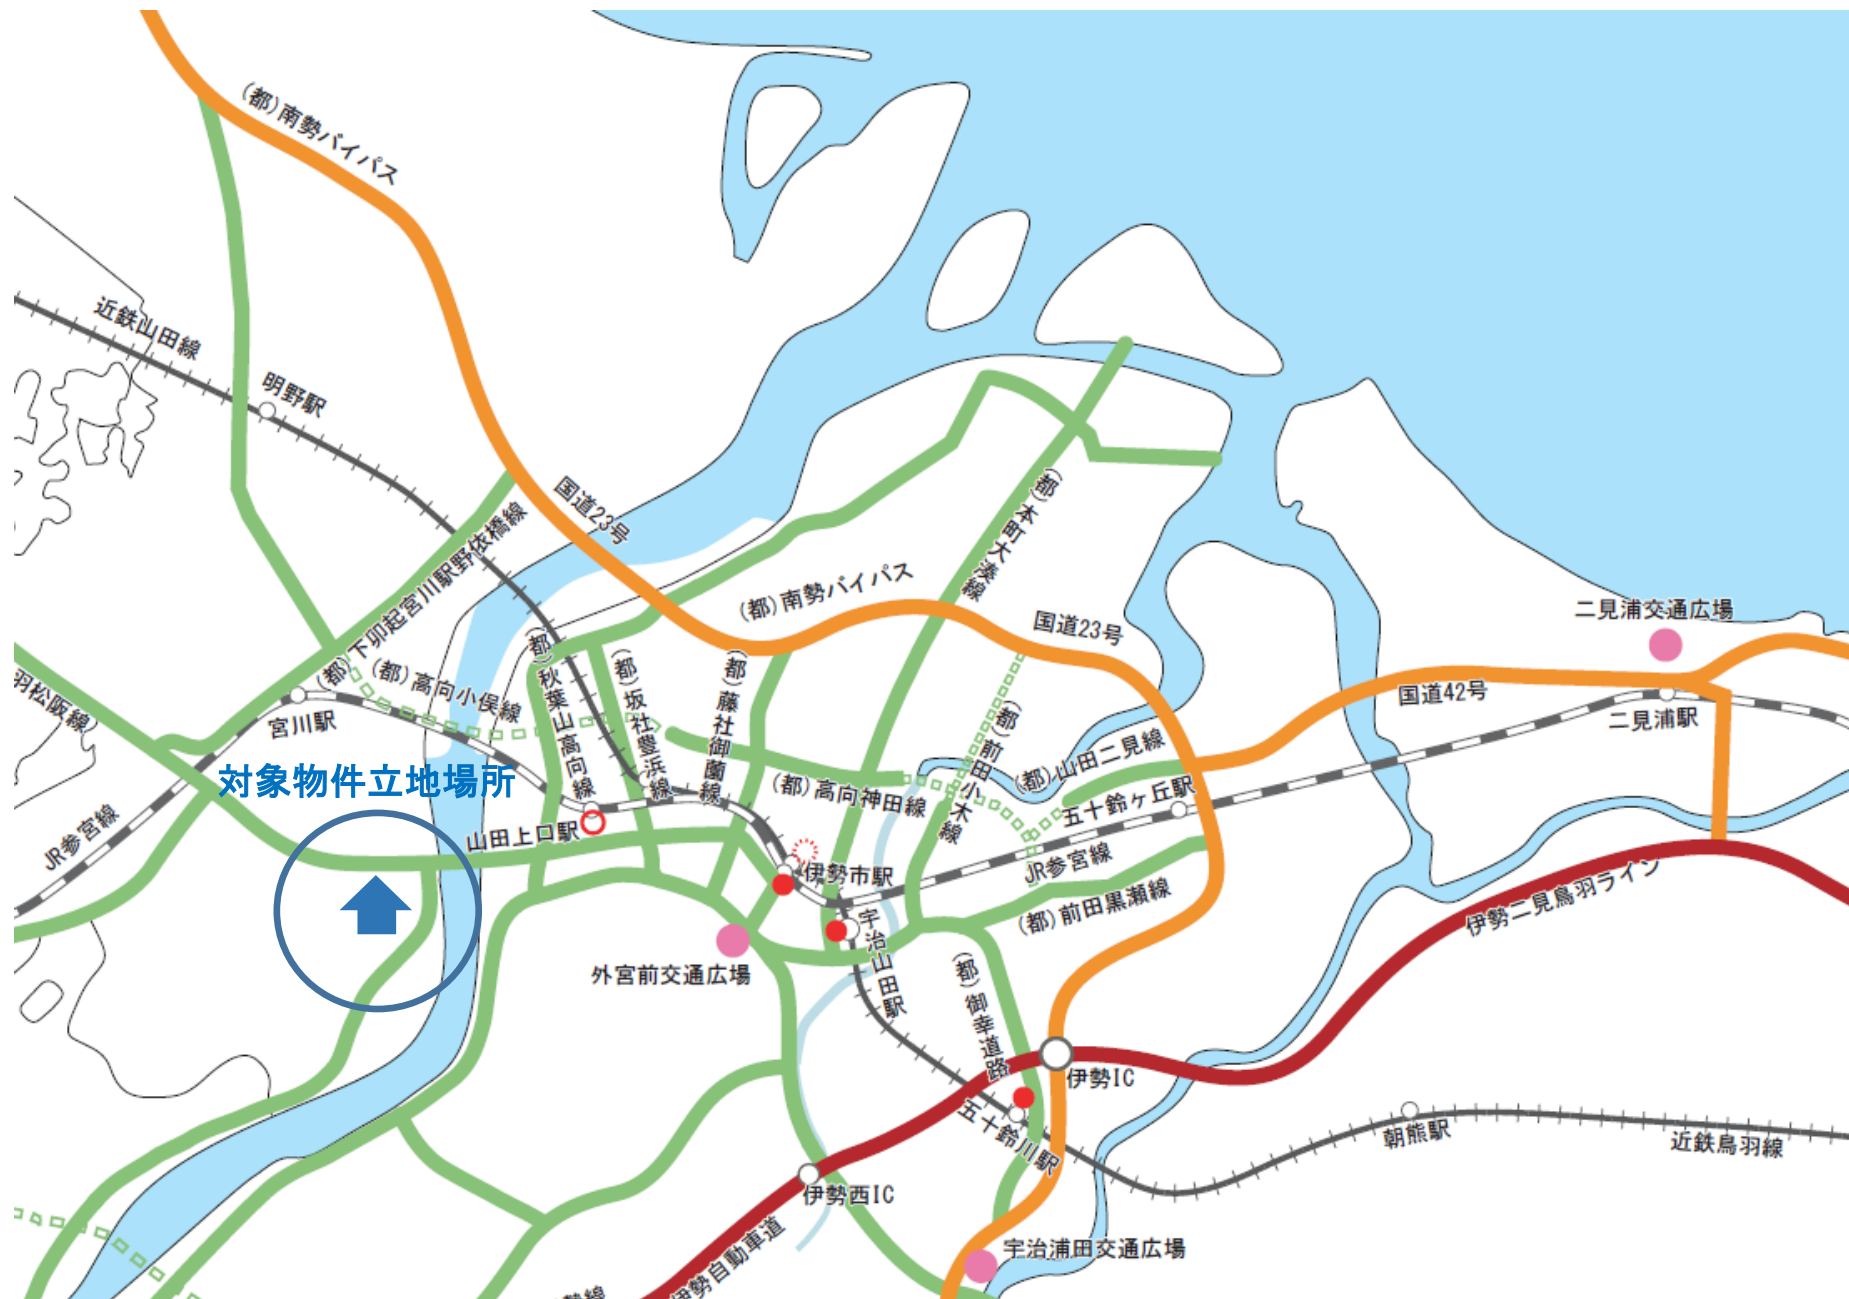 (都)南勢バイパス
近鉄山田線
明野駅
国道23号
(都)下卯起宮川駅野依橋線
(都)本町大湊線
(都)南勢バイパス
国道23号
二見浦交通広場
羽松阪線)
宮川駅
(都)高向小俣線
(都)秋葉山高向線
(都)坂社豊浜線
(都)藤社御薗線
(都)前田小木線
(都)山田二見線
国道42号
二見浦駅
対象物件立地場所
JR参宮線
山田上口駅
(都)高向神田線
五十鈴ヶ丘駅
伊勢市駅
JR参宮線
(都)前田黒瀬線
伊勢二見鳥羽ライン
外宮前交通広場
宇治山田駅
(都)御幸道路
伊勢IC
五十鈴川駅
朝熊駅
近鉄鳥羽線
伊勢西IC
伊勢自動車道
宇治浦田交通広場